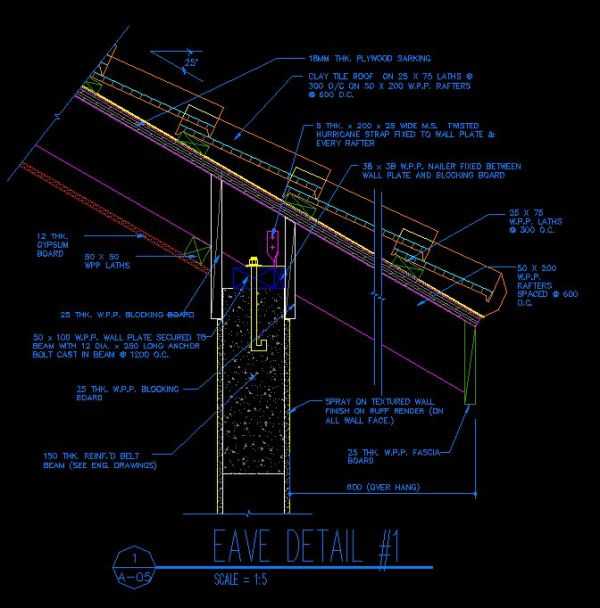 25°
18MM THK. PLYWOOD SARKING
CLAY TILE ROOF ON 25 X 75 LATHS @
300 O/C ON 50 X 200 W.P.P. RAFTERS
@ 600 O.C.
THK. x 200 x 25 WIDE M.S. TWISTED
HURRICANE STRAP FIXED TO WALL PLATE &
EVERY RAFTER
38 x 38 W.P.P. NAILER FIXED BETWEEN
WALL PLATE AND BLOCKING BOARD
25 X 75
W.P.P. LATHS
@ 300 O.C.
50 X 200
W.P.P.
RAFTERS
SPACED @ 600
O.C.
12 THK.
GYPSUM
BOARD
50 X 50
WPP LATHS
25 THK. W.P.P. BLOCKING BOARD
50 x 100 W.P.P. WALL PLATE SECURED TO
BEAM WITH 12 DIA. x 250 LONG ANCHOR
BOLT CAST IN BEAM @ 1200 O.C.
25 THK. W.P.P. BLOCKING
BOARD
SPRAY ON TEXTURED WALL
FINISH ON RUFF RENDER (ON
ALL WALL FACE.)
150 THK. REINF.'D BELT
BEAM (SEE ENG. DRAWINGS)
25 THK. W.P.P. FASCIA
BOARD
600 (OVER HANG)
EAVE DETAIL #1
1
A-05
SCALE = 1:5